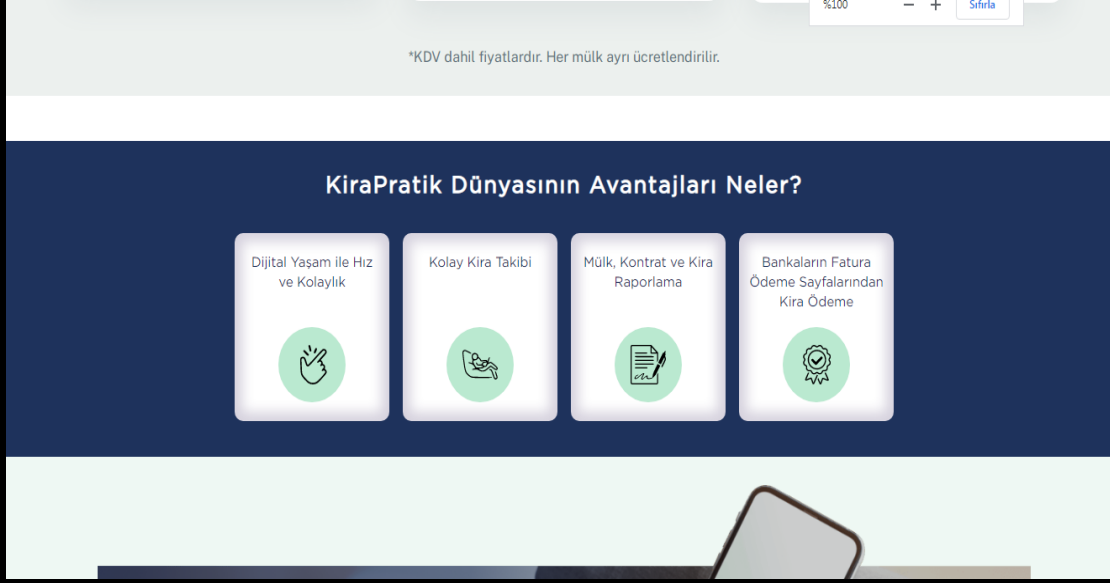 %100
Sıfırla
*KDV dahil fiyatlardır. Her mülk ayrı ücretlendirilir.
KiraPratik Dünyasının Avantajları Neler?
Dijital Yaşam ile Hız
ve Kolaylık
Kolay Kira Takibi
Mülk, Kontrat ve Kira
Raporlama
Bankaların Fatura
Ödeme Sayfalarından
Kira Ödeme